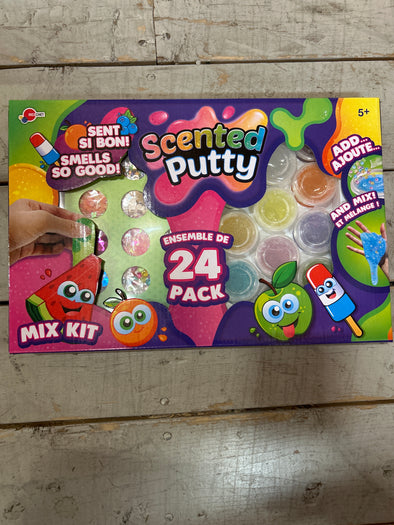 5+
SENT
SI BON!
SMELLS
SO GOOD!
Scented
Putty
ADD...
AJOUTE...
AND MIX!
ET MÉLANGE !
ENSEMBLE DE
24
PACK
MIX KIT